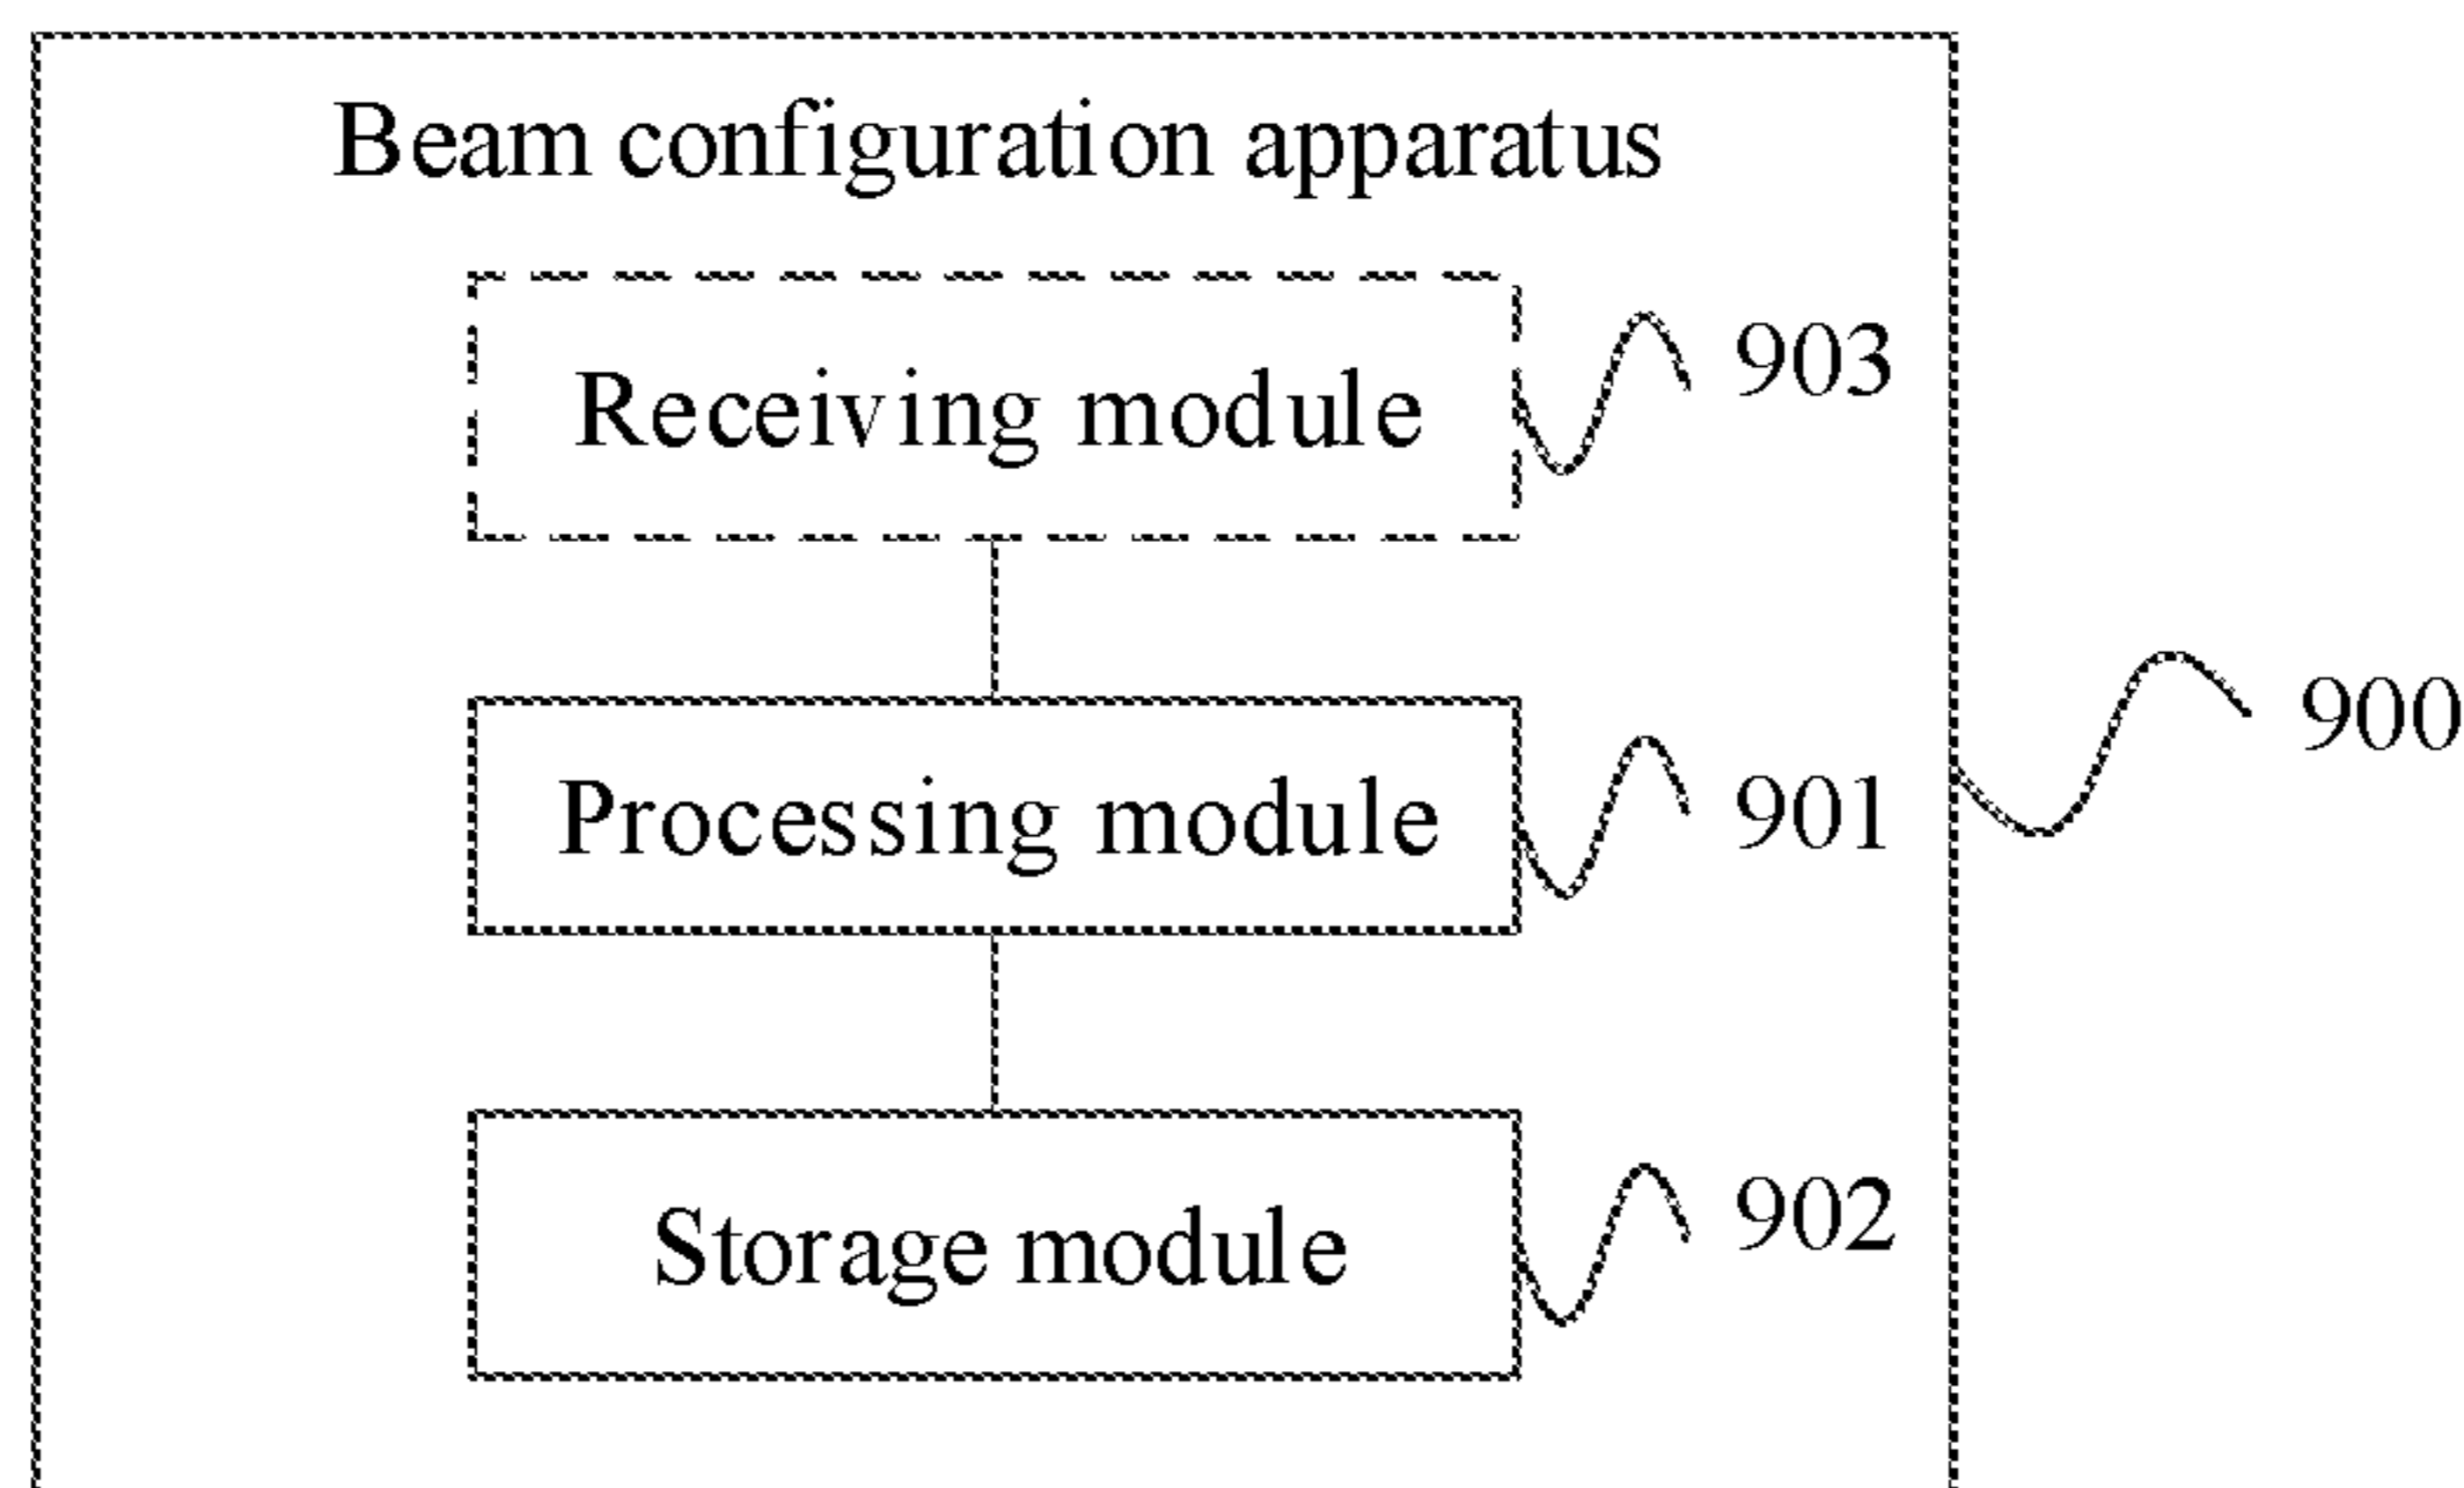 Beam configuration apparatus
Receiving module 903
900
Processing module 901
Storage module 902